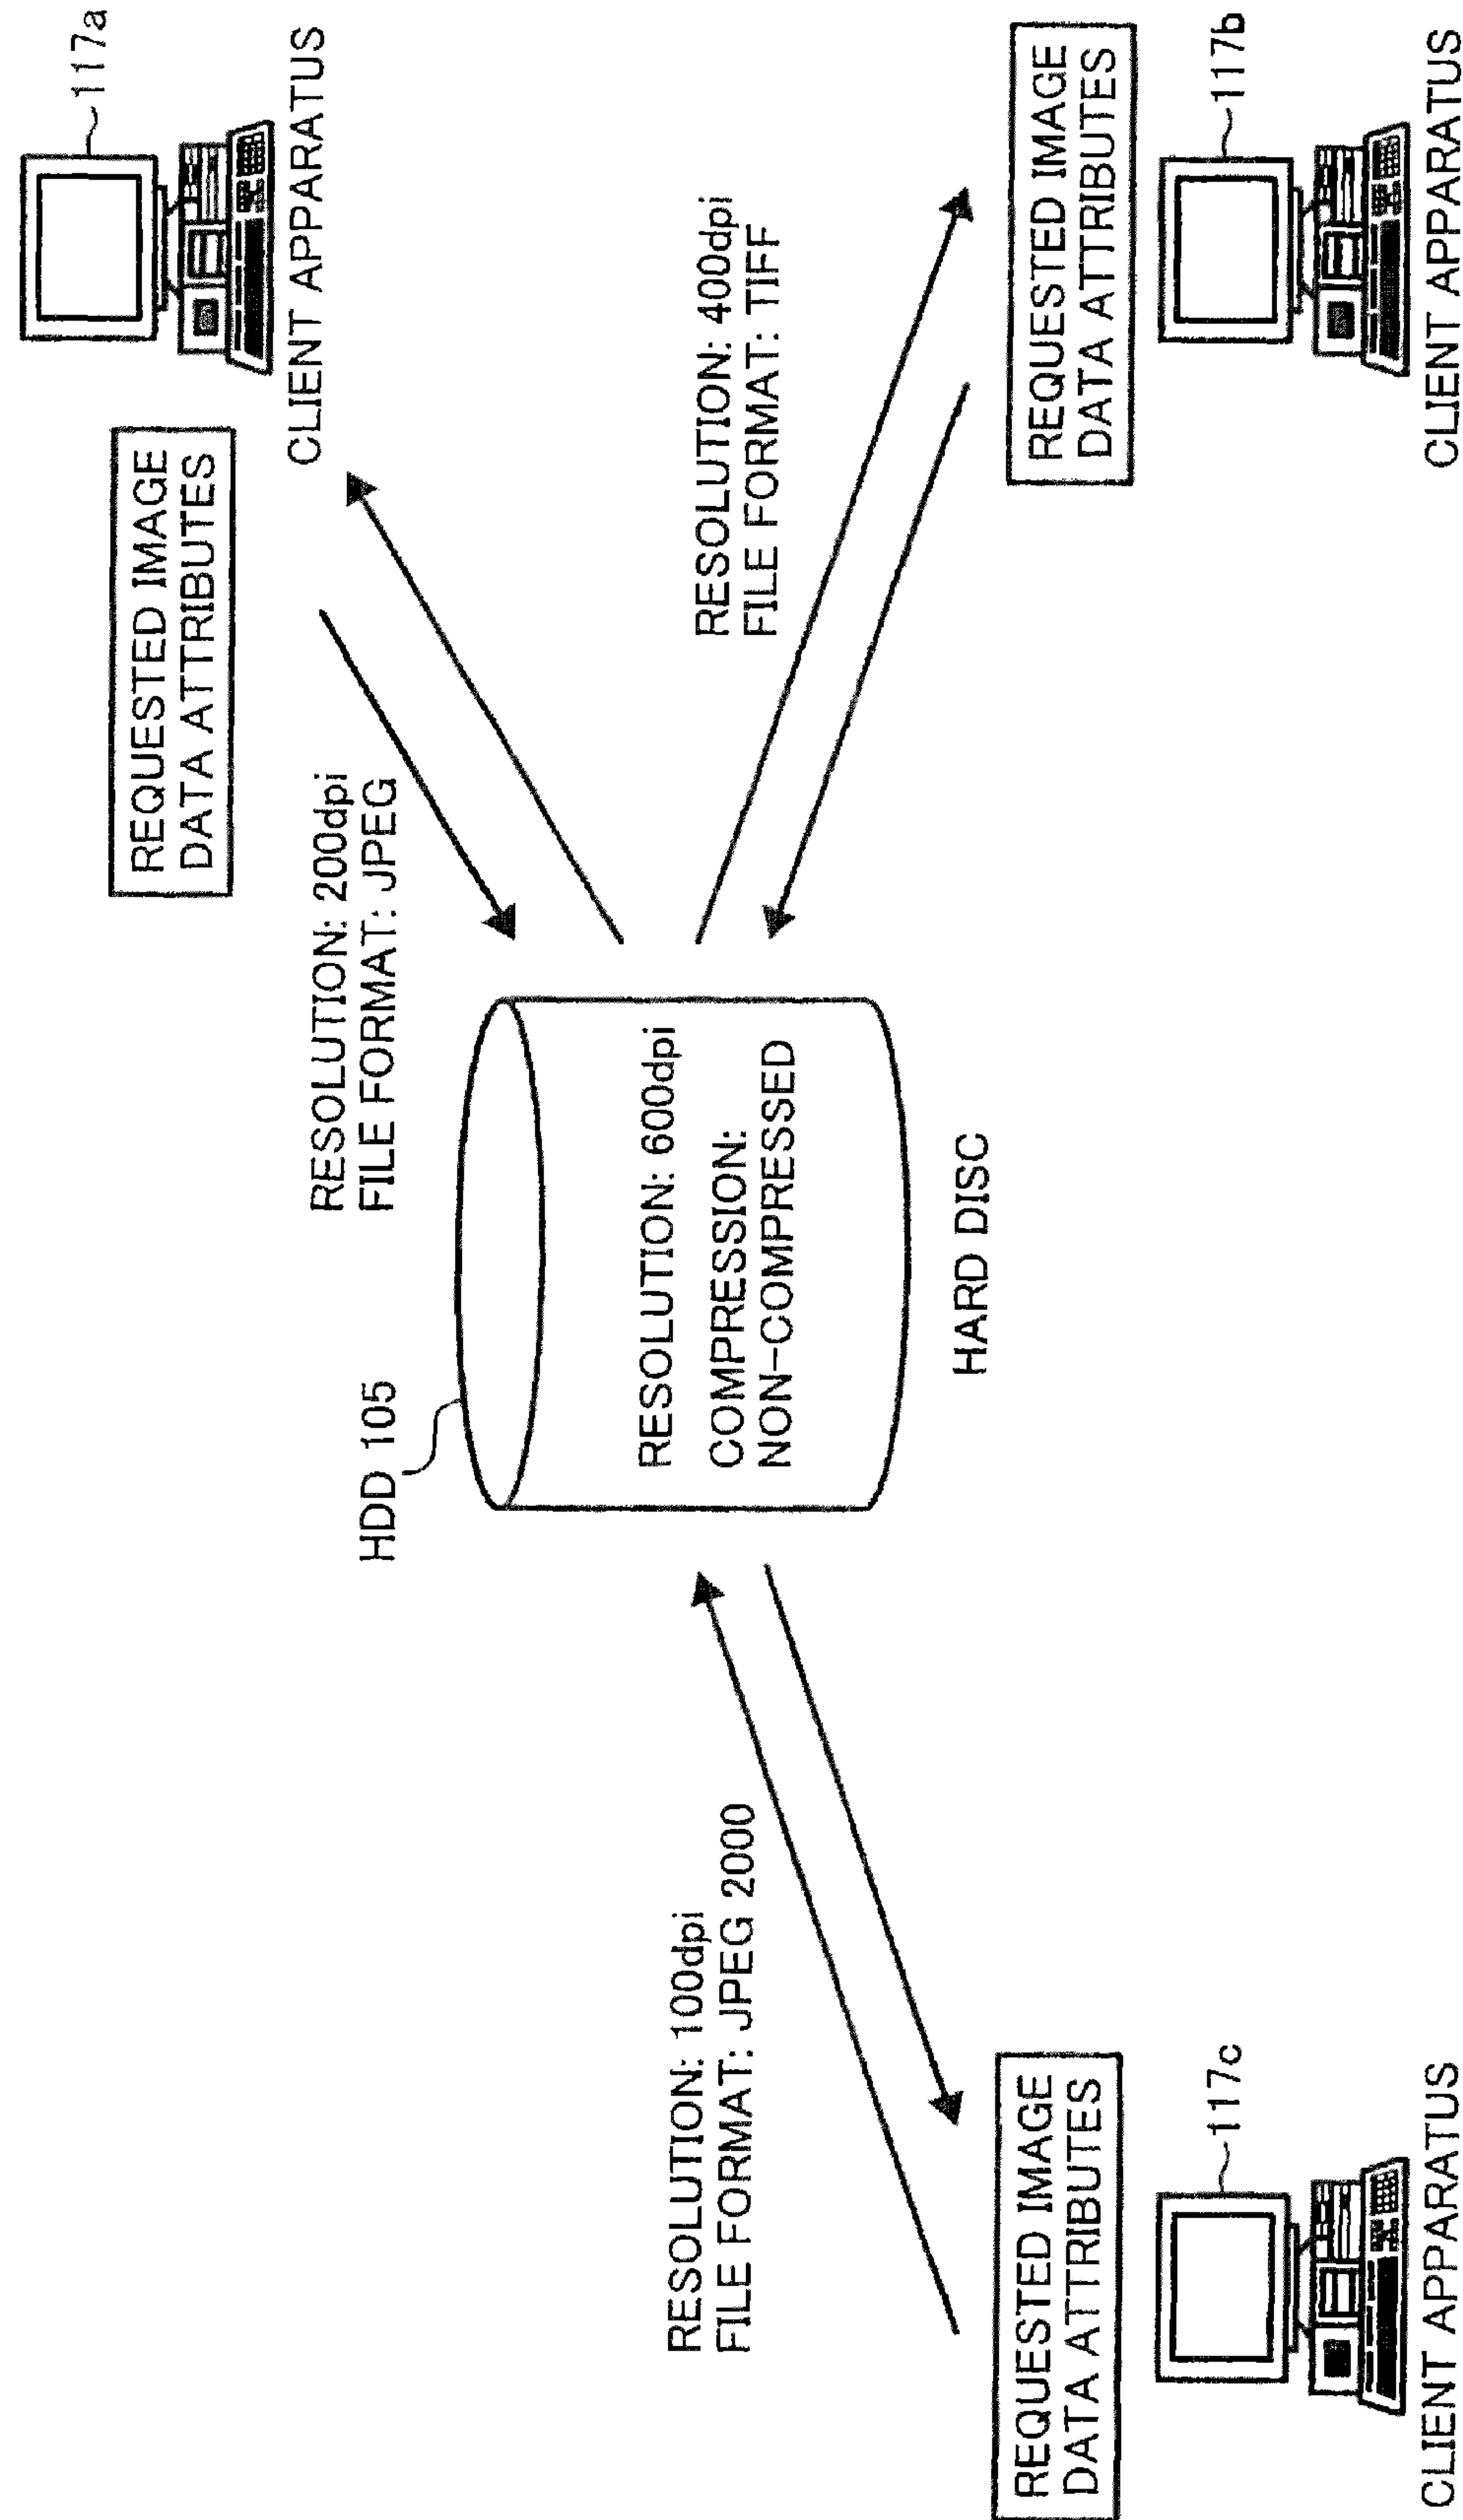 117a
CLIENT APPARATUS
REQUESTED IMAGE
DATA ATTRIBUTES
RESOLUTION: 200dpi
FILE FORMAT: JPEG
HDD 105
RESOLUTION: 600dpi
COMPRESSION:
NON-COMPRESSED
HARD DISC
RESOLUTION: 400dpi
FILE FORMAT: TIFF
REQUESTED IMAGE
DATA ATTRIBUTES
117b
CLIENT APPARATUS
RESOLUTION: 100dpi
FILE FORMAT: JPEG 2000
REQUESTED IMAGE
DATA ATTRIBUTES
117c
CLIENT APPARATUS